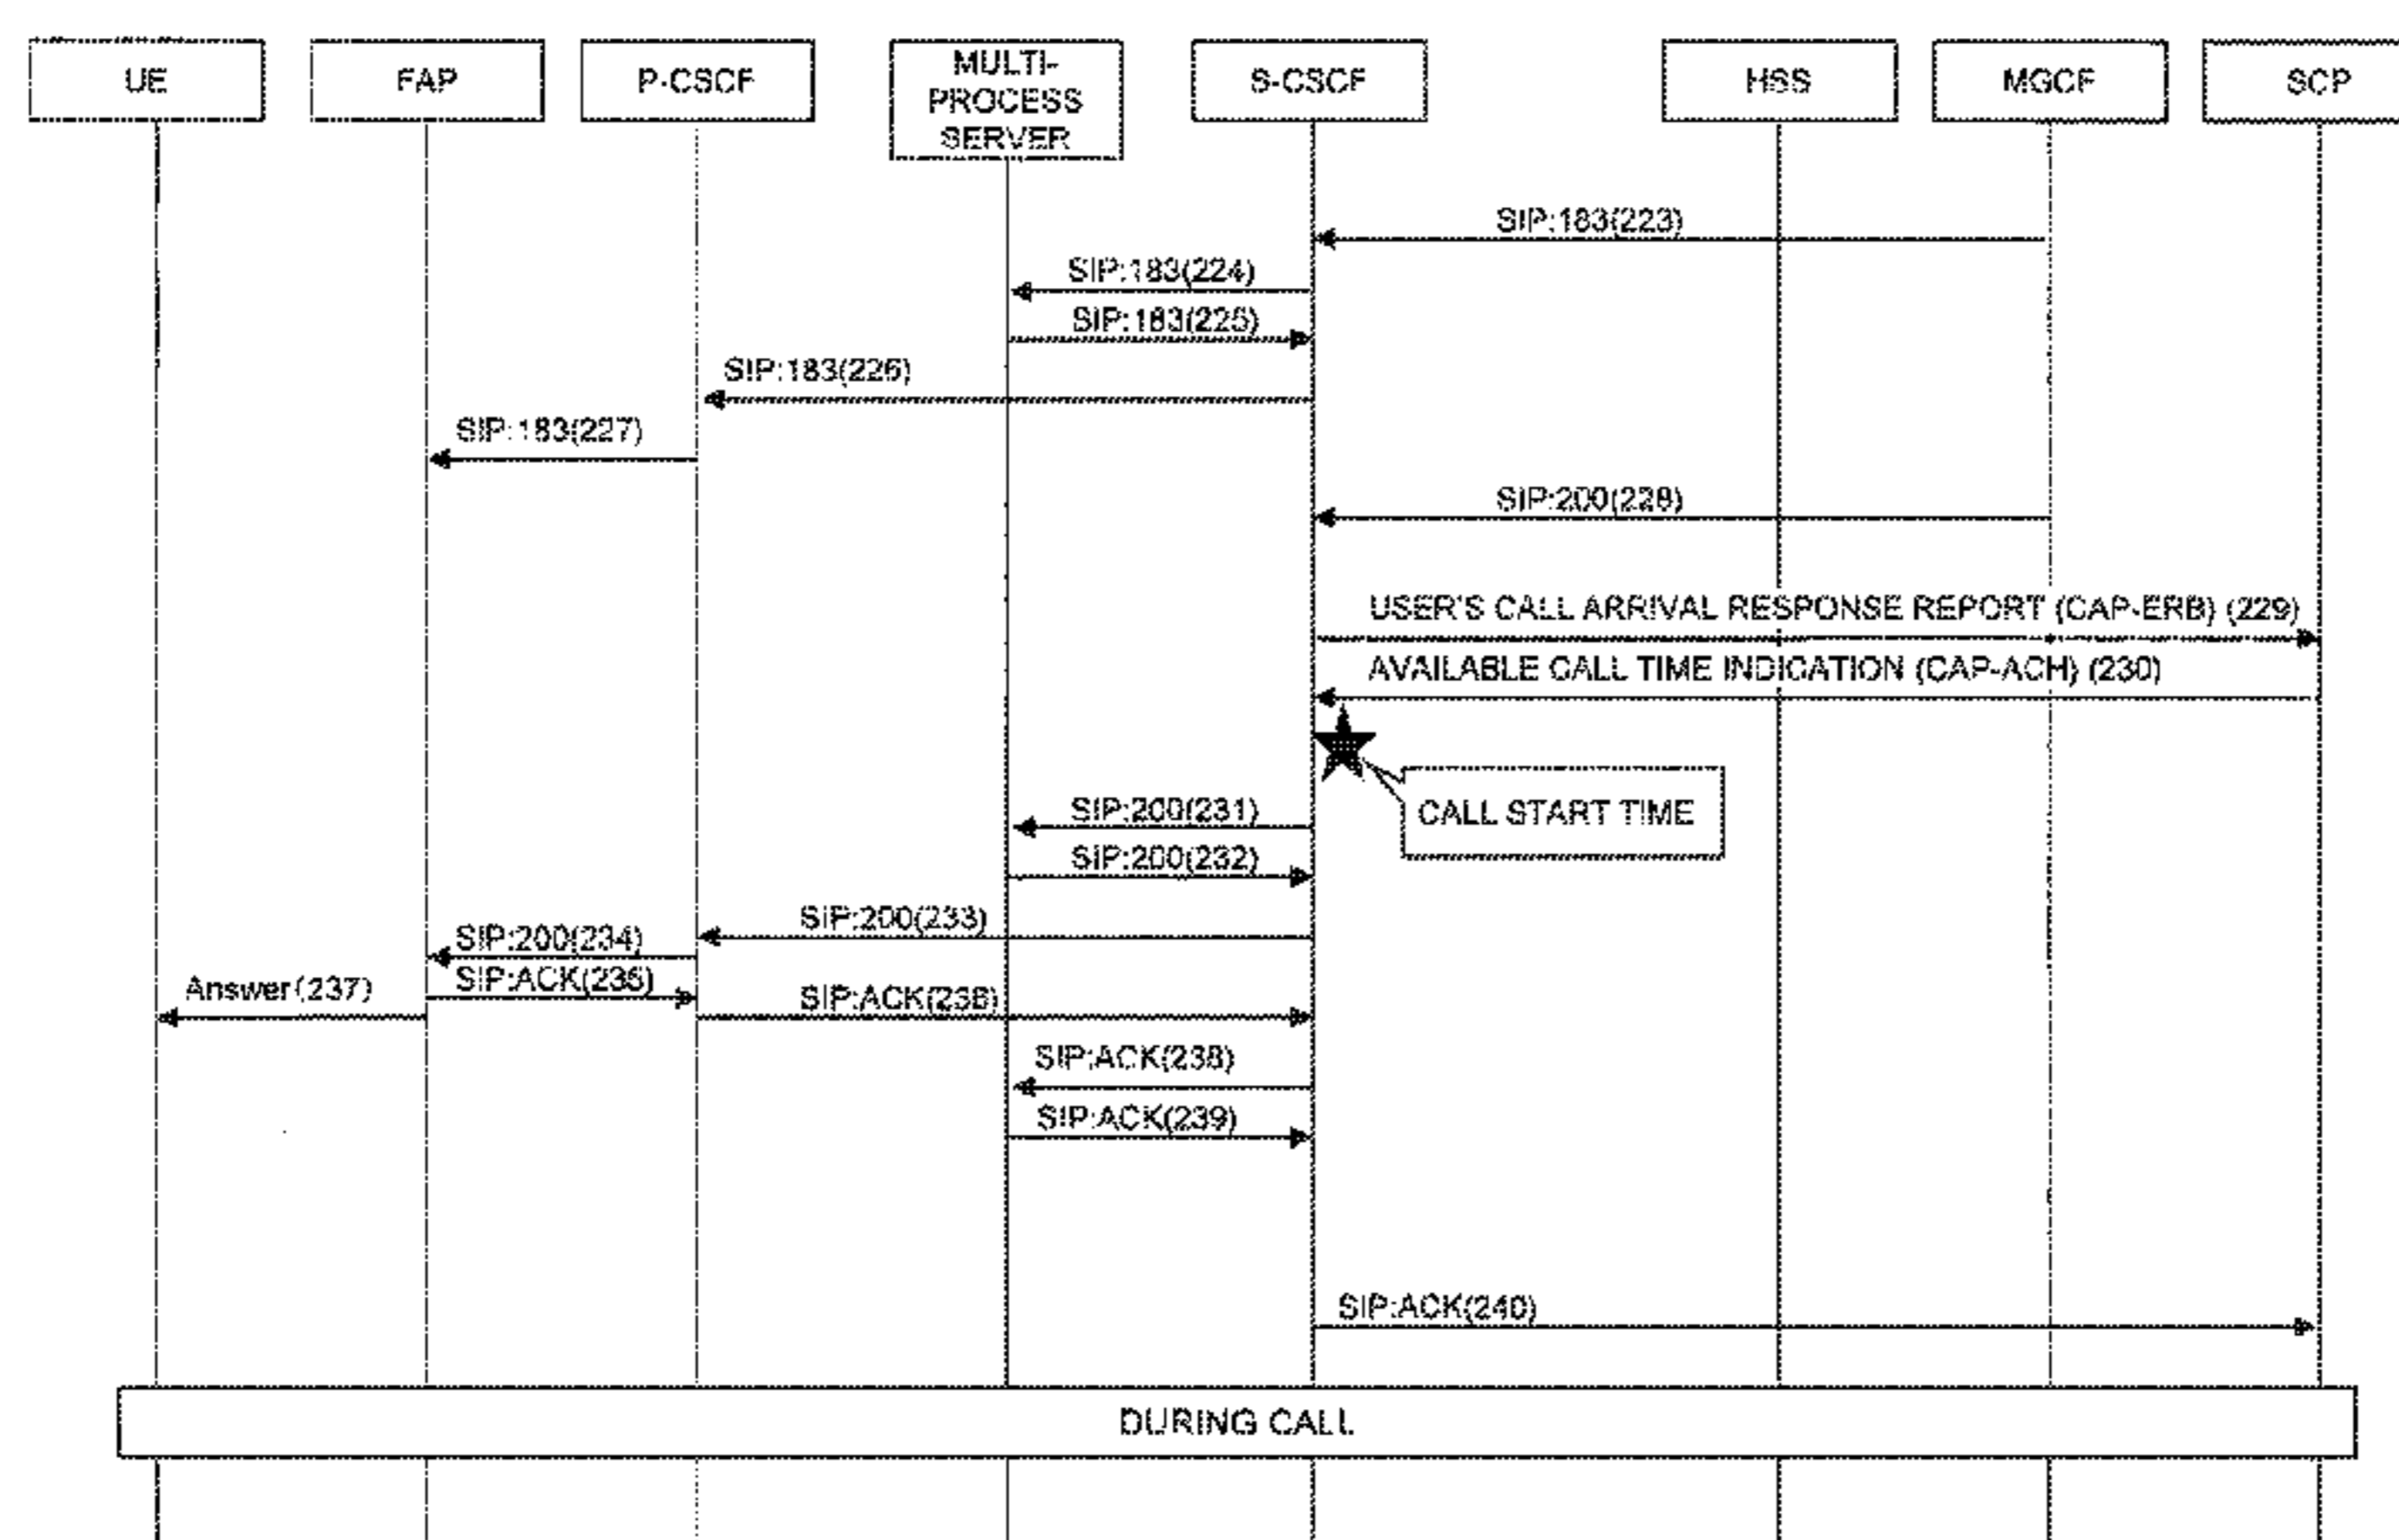 UE
FAP
P-CSCF
MULTI-
PROCESS
SERVER
S-CSCF
HSS
MGCF
SCP
SIP:183(223)
SIP:183(224)
SIP:183(225)
SIP:183(226)
SIP:183(227)
SIP:200(228)
USER'S CALL ARRIVAL RESPONSE REPORT (CAP-ERB) (229)
AVAILABLE CALL TIME INDICATION (CAP-ACH) (230)
CALL START TIME
SIP:200(231)
SIP:200(232)
SIP:200(233)
SIP:200(234)
SIP:ACK(235)
Answer(237)
SIP:ACK(236)
SIP:ACK(238)
SIP:ACK(239)
SIP:ACK(240)
DURING CALL